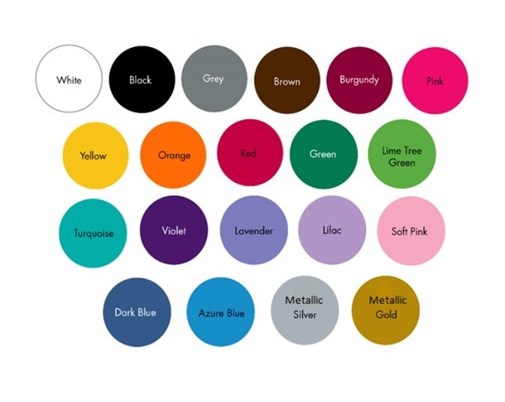 White
Black
Grey
Brown
Burgundy
Pink
Yellow
Orange
Red
Green
Lime Tree
Green
Turquoise
Violet
Lavender
Lilac
Soft Pink
Dark Blue
Azure Blue
Metallic
Silver
Metallic
Gold